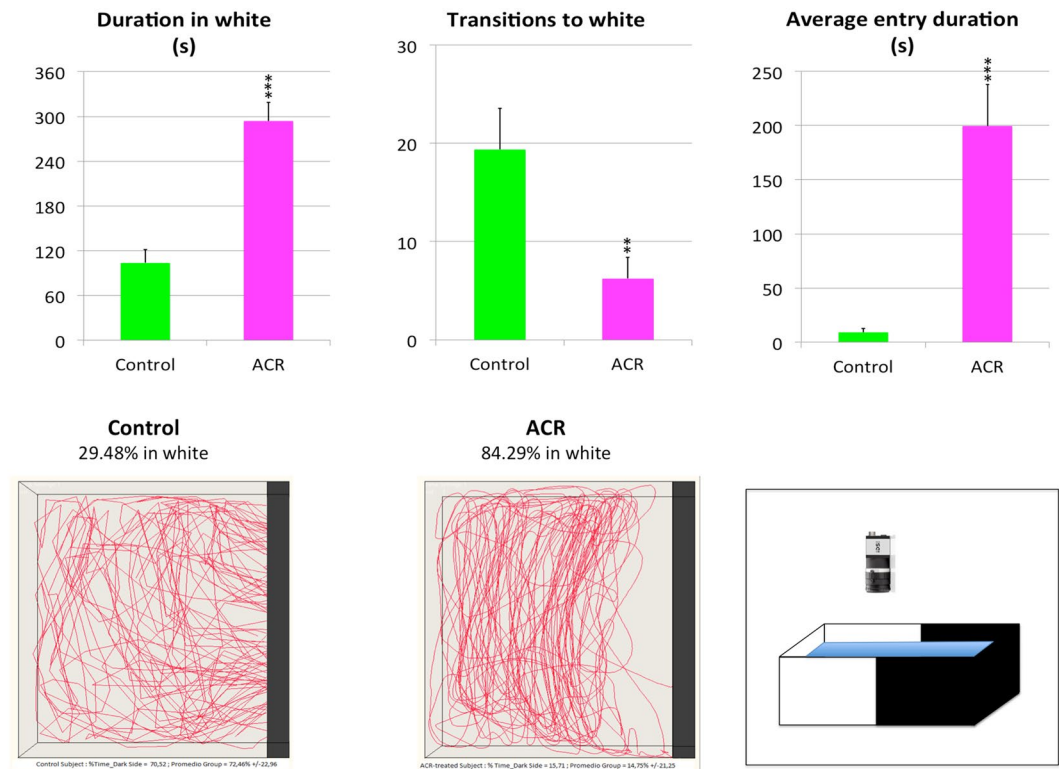 Duration in white
(s)
360
300
240
180
120
60
0
***
Control
ACR
Transitions to white
30
20
10
0
**
Control
ACR
Average entry duration
(s)
250
200
150
100
50
0
***
Control
ACR
Control
29.48% in white
Control Subject : %Time_Dark Side = 70,52 ; Promedio Group = 72,46% +/-22,96
ACR
84.29% in white
ACR-treated Subject : % Time_Dark Side = 15,71 ; Promedio Group = 14,75% +/-21,25